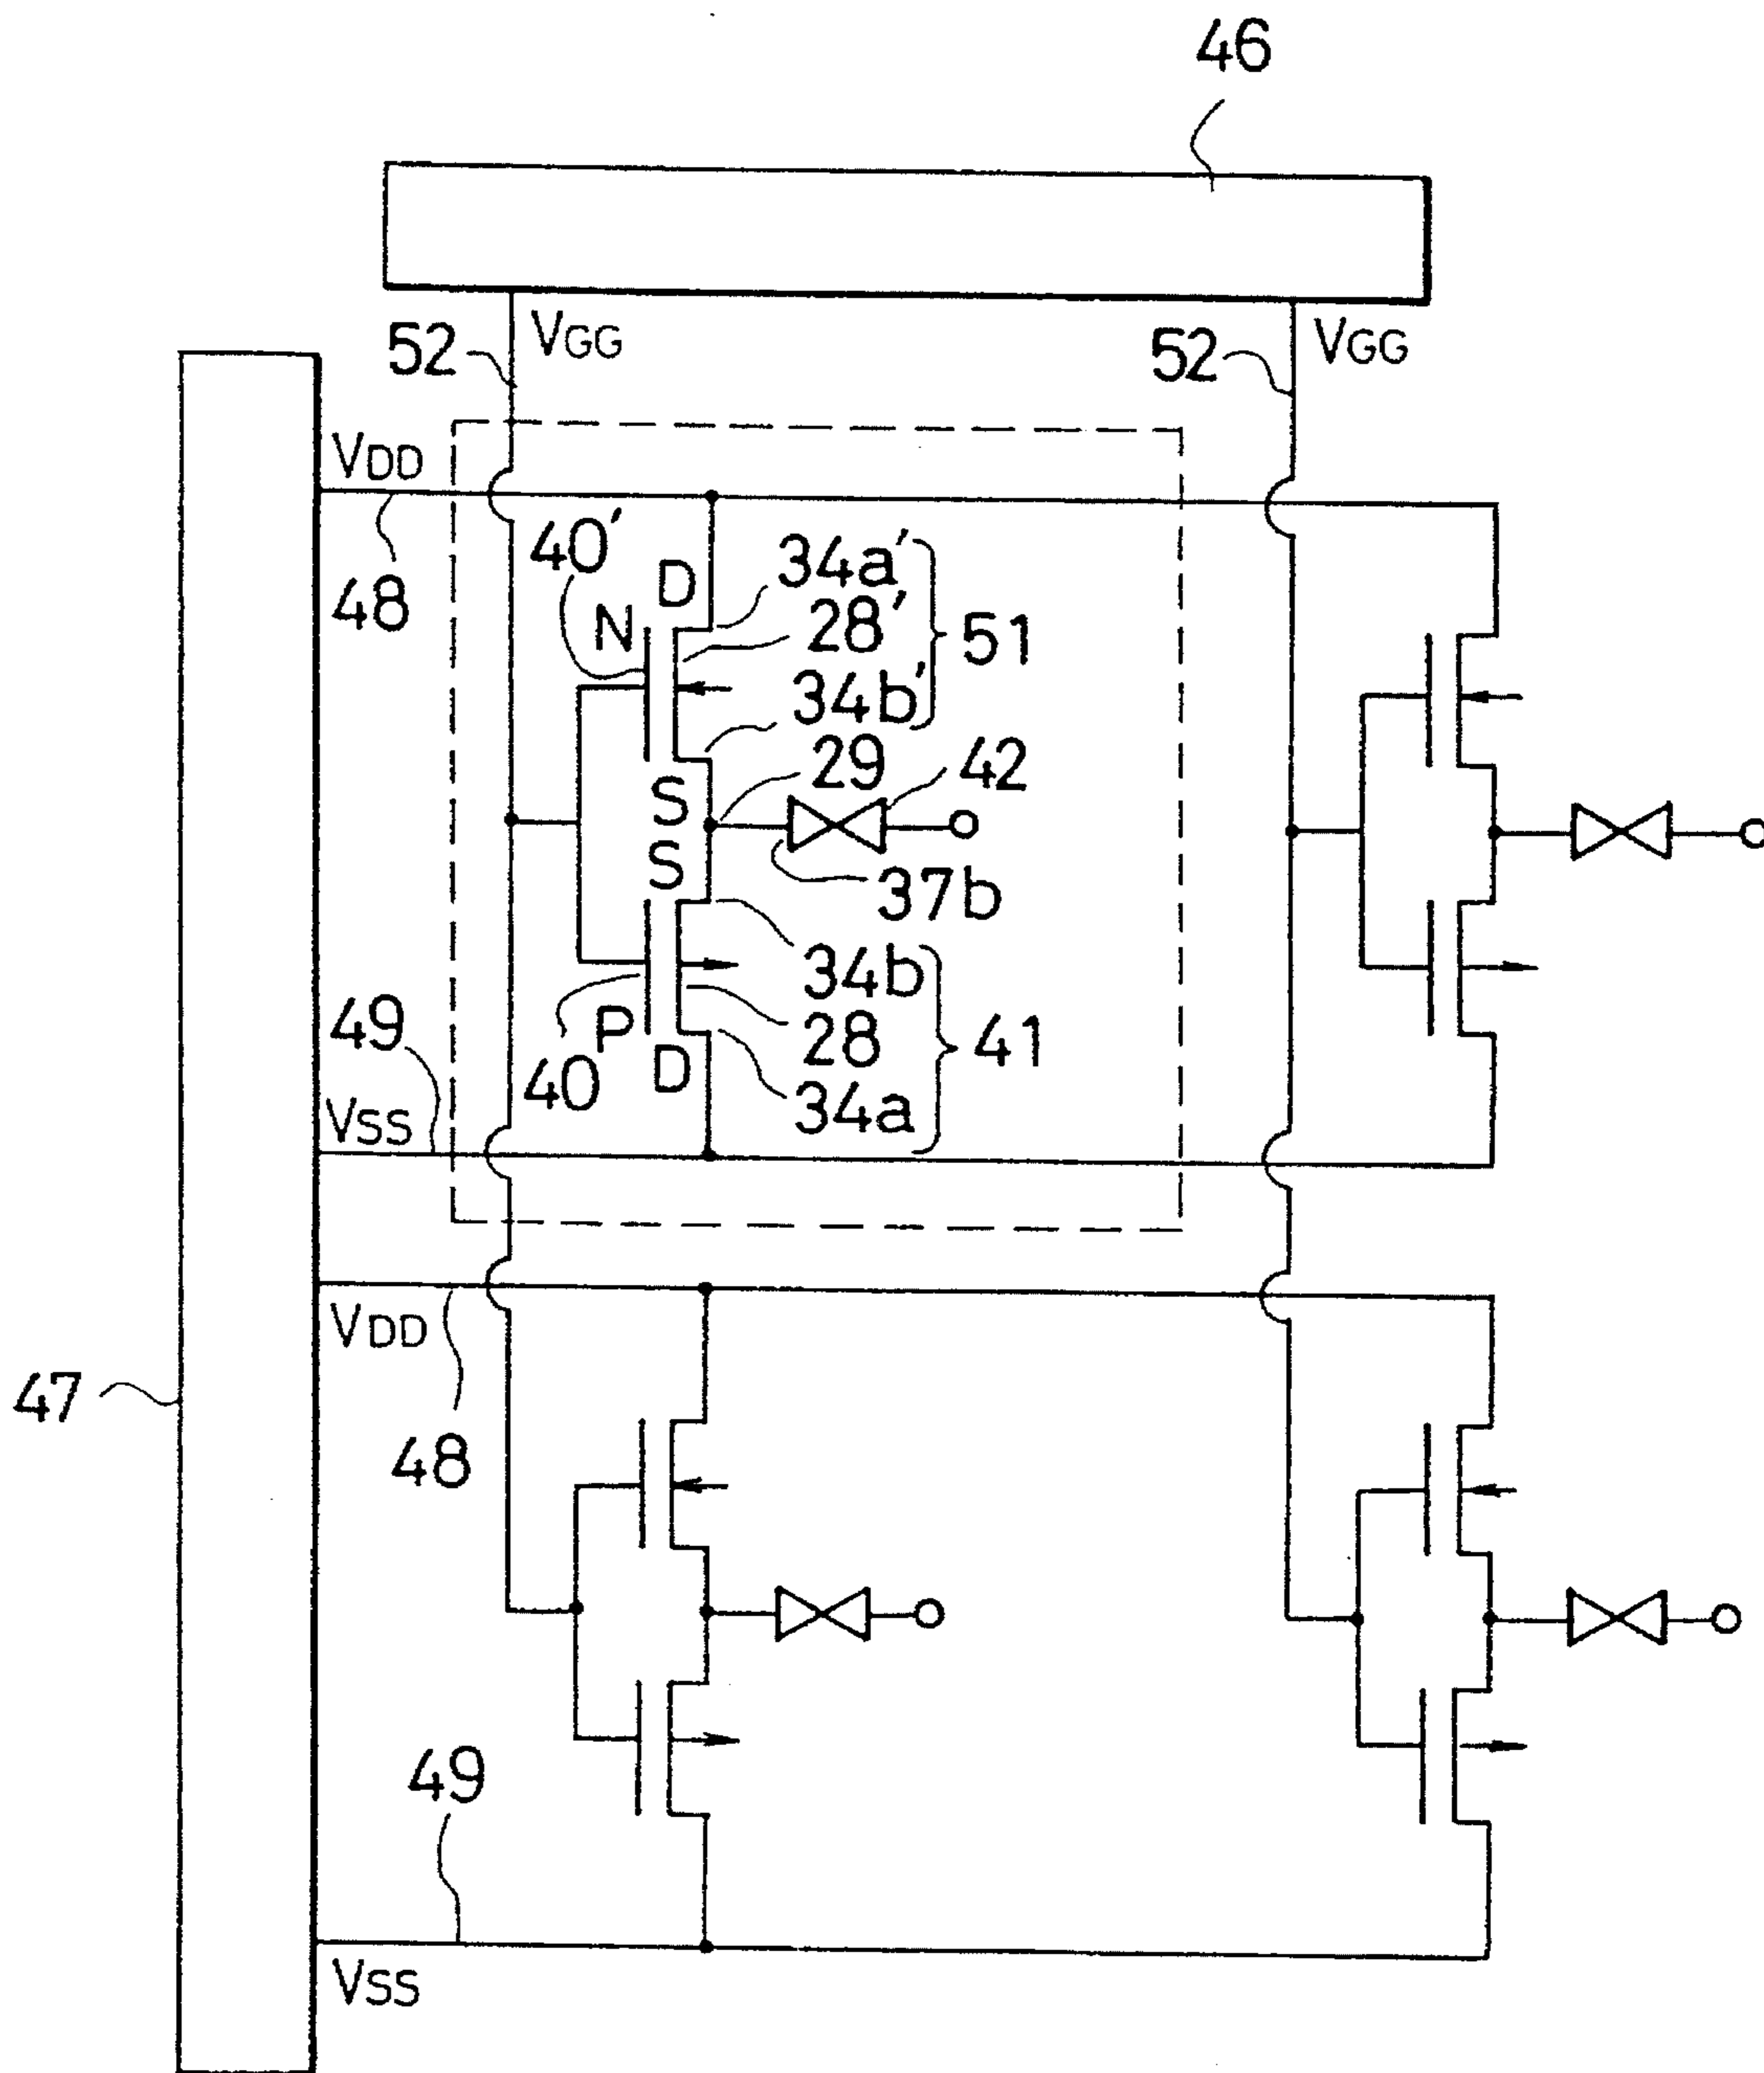 46
52 VGG 52 VGG
VDD
48
40' N D 34a' 28' 51
34b'
S 29 42
S 37b
34b
28 41
40 P D 34a
49
VSS
VDD
47
48
49
VSS